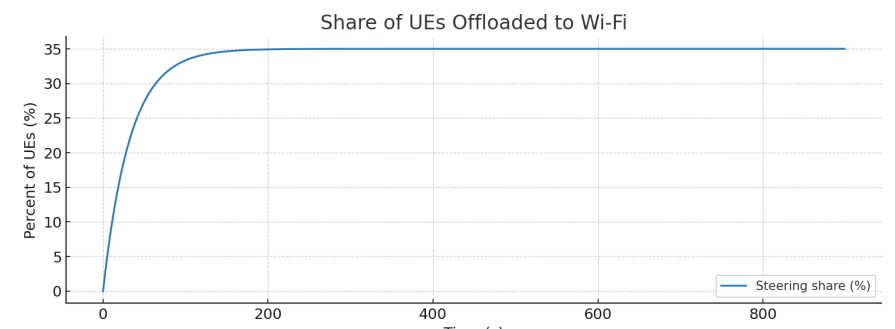 Share of UEs Offloaded to Wi-Fi
Percent of UEs (%)
35
30
25
20
15
10
5
0
Steering share (%)
0 200 400 600 800